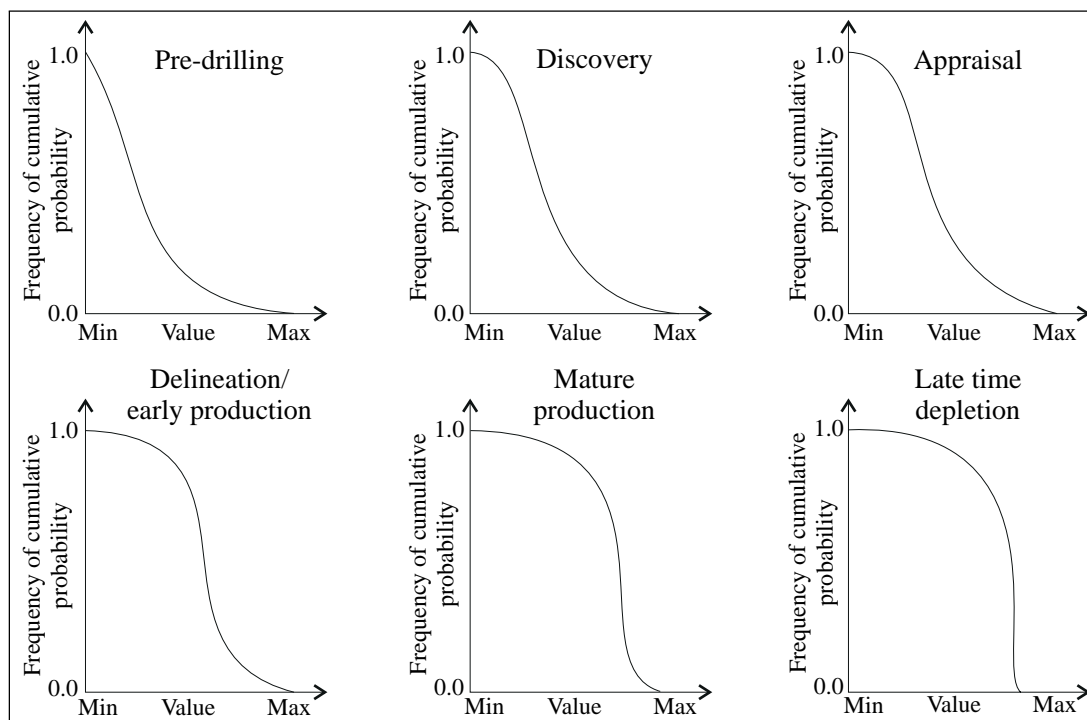 Pre-drilling
1.0
0.0
Frequency of cumulative
probability
Min Value Max
Discovery
1.0
0.0
Frequency of cumulative
probability
Min Value Max
Appraisal
1.0
0.0
Frequency of cumulative
probability
Min Value Max
Delineation/
early production
1.0
0.0
Frequency of cumulative
probability
Min Value Max
Mature
production
1.0
0.0
Frequency of cumulative
probability
Min Value Max
Late time
depletion
1.0
0.0
Frequency of cumulative
probability
Min Value Max